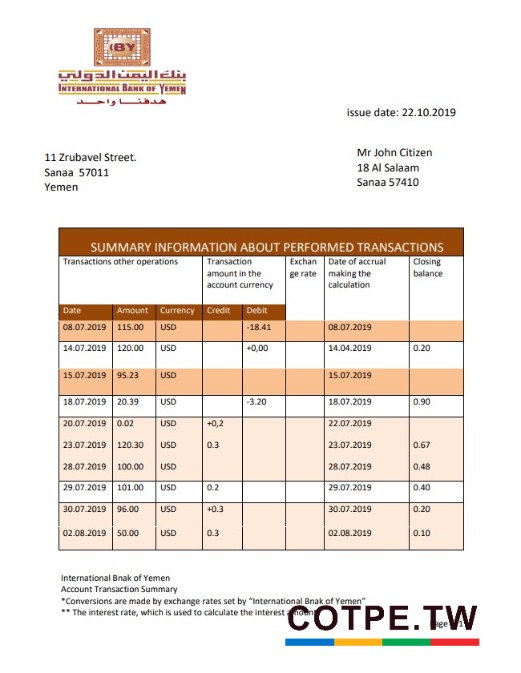 IBY
بنك اليمن الدولي
INTERNATIONAL BANK OF YEMEN
هدفنا واحد
issue date: 22.10.2019
11 Zrubavel Street.
Sanaa 57011
Yemen
Mr John Citizen
18 Al Salaam
Sanaa 57410
SUMMARY INFORMATION ABOUT PERFORMED TRANSACTIONS
Transactions other operations Transaction amount in the account currency Exchan ge rate Date of accrual making the calculation Closing balance
Date Amount Currency Credit Debit
08.07.2019 115.00 USD -18.41 08.07.2019
14.07.2019 120.00 USD +0,00 14.04.2019 0.20
15.07.2019 95.23 USD 15.07.2019
18.07.2019 20.39 USD -3.20 18.07.2019 0.90
20.07.2019 0.02 USD +0,2 22.07.2019
23.07.2019 120.30 USD 0.3 23.07.2019 0.67
28.07.2019 100.00 USD 28.07.2019 0.48
29.07.2019 101.00 USD 0.2 29.07.2019 0.40
30.07.2019 96.00 USD +0.3 30.07.2019 0.20
02.08.2019 50.00 USD 0.3 02.08.2019 0.10
International Bnak of Yemen
Account Transaction Summary
*Conversions are made by exchange rates set by "International Bnak of Yemen"
** The interest rate, which is used to calculate the interest
COTPE.TW